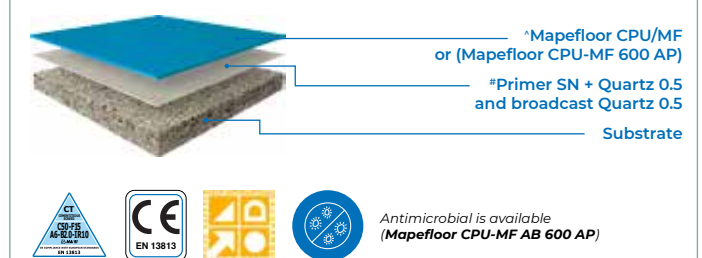 ^Mapefloor CPU/MF
or (Mapefloor CPU-MF 600 AP)
#Primer SN + Quartz 0.5
and broadcast Quartz 0.5
Substrate
CT
C50-F15
A6-B2.0-IR10
EN 13813
CE
EN 13813
Antimicrobial is available
(Mapefloor CPU-MF AB 600 AP)